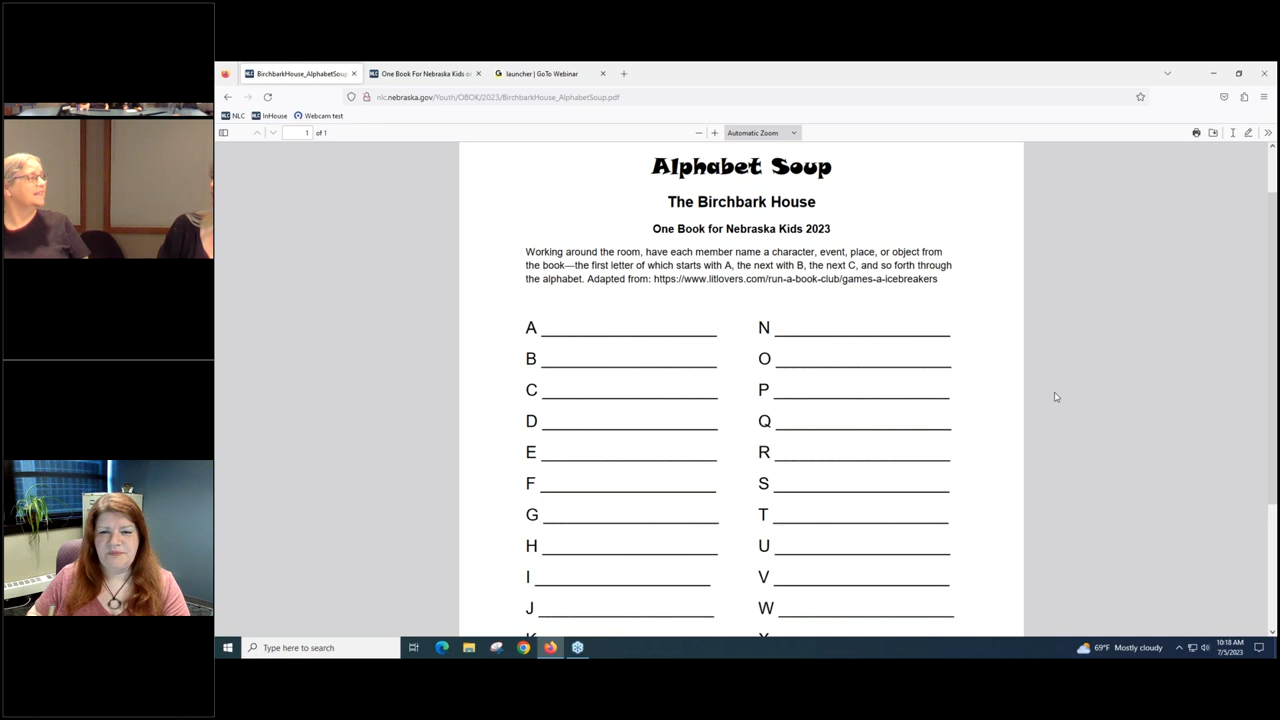 BirchbarkHouse_AlphabetSoup
One Book For Nebraska Kids or
launcher | GoTo Webinar
nlc.nebraska.gov/Youth/OBOK/2023/BirchbarkHouse_AlphabetSoup.pdf
NLC
InHouse
Webcam test
1 of 1
Automatic Zoom
Alphabet Soup
The Birchbark House
One Book for Nebraska Kids 2023
Working around the room, have each member name a character, event, place, or object from
the book—the first letter of which starts with A, the next with B, the next C, and so forth through
the alphabet. Adapted from: https://www.litlovers.com/run-a-book-club/games-a-icebreakers
A
N
B
O
C
P
D
Q
E
R
F
S
G
T
H
U
I
V
J
W
Type here to search
69°F Mostly cloudy
10:18 AM
7/5/2023